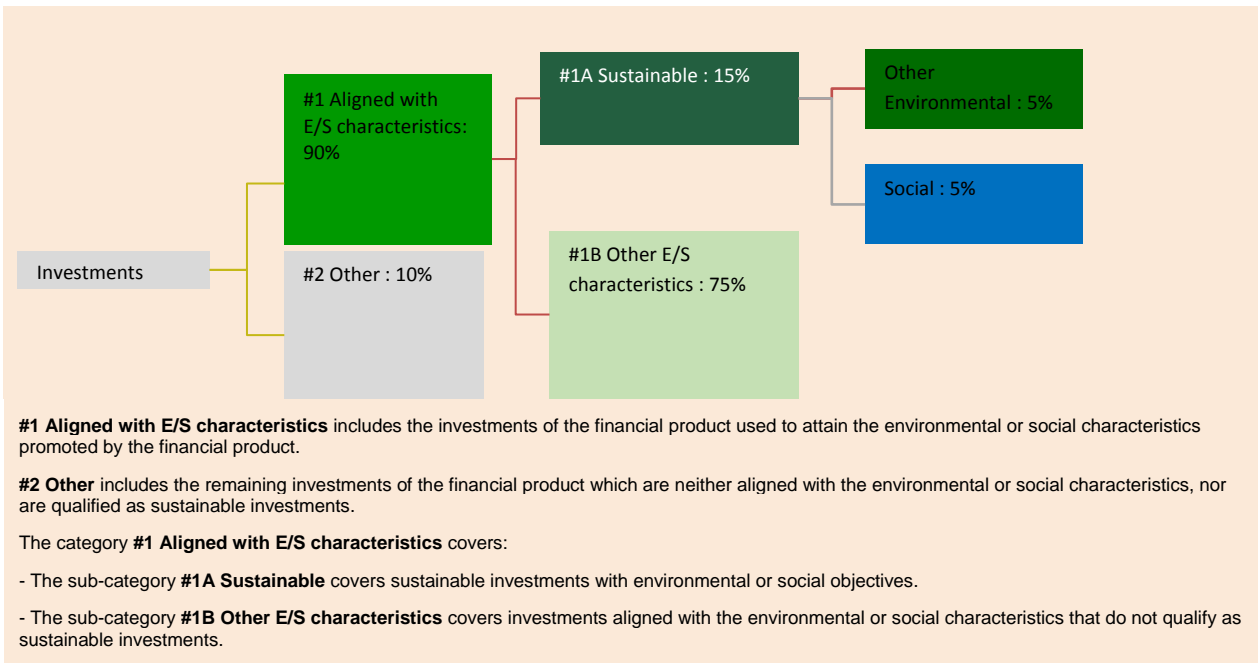 Investments
#1 Aligned with
E/S characteristics:
90%
#2 Other : 10%
#1A Sustainable : 15%
#1B Other E/S
characteristics : 75%
Other
Environmental : 5%
Social : 5%
#1 Aligned with E/S characteristics includes the investments of the financial product used to attain the environmental or social characteristics
promoted by the financial product.
#2 Other includes the remaining investments of the financial product which are neither aligned with the environmental or social characteristics, nor
are qualified as sustainable investments.
The category #1 Aligned with E/S characteristics covers:
- The sub-category #1A Sustainable covers sustainable investments with environmental or social objectives.
- The sub-category #1B Other E/S characteristics covers investments aligned with the environmental or social characteristics that do not qualify as
sustainable investments.